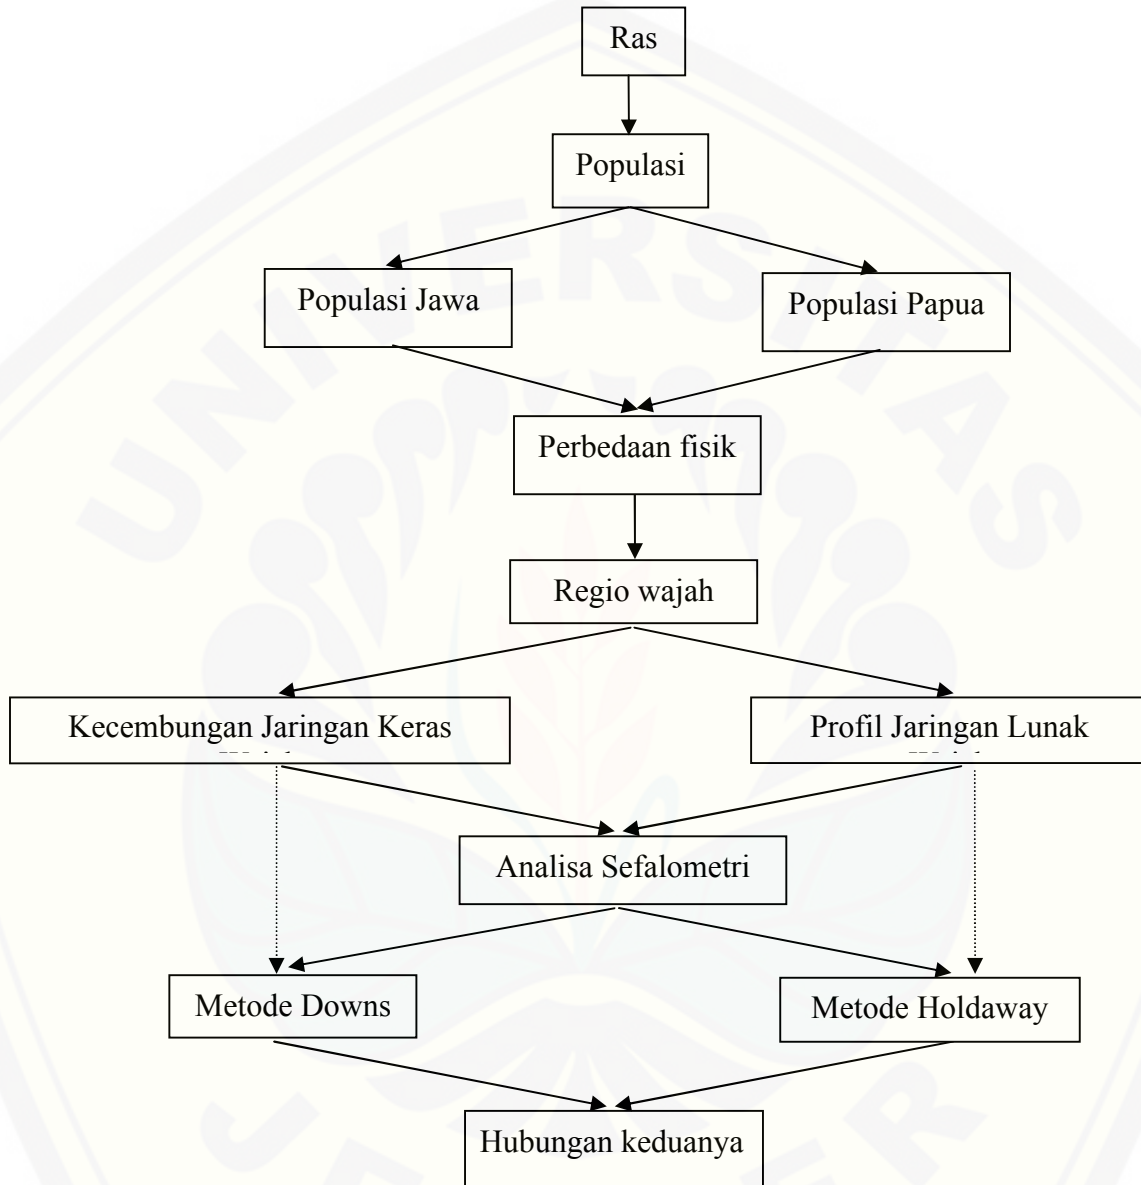 Ras
Populasi
Populasi Jawa
Populasi Papua
Perbedaan fisik
Regio wajah
Kecembungan Jaringan Keras
Profil Jaringan Lunak
Analisa Sefalometri
Metode Downs
Metode Holdaway
Hubungan keduanya
UNIVERSITAS